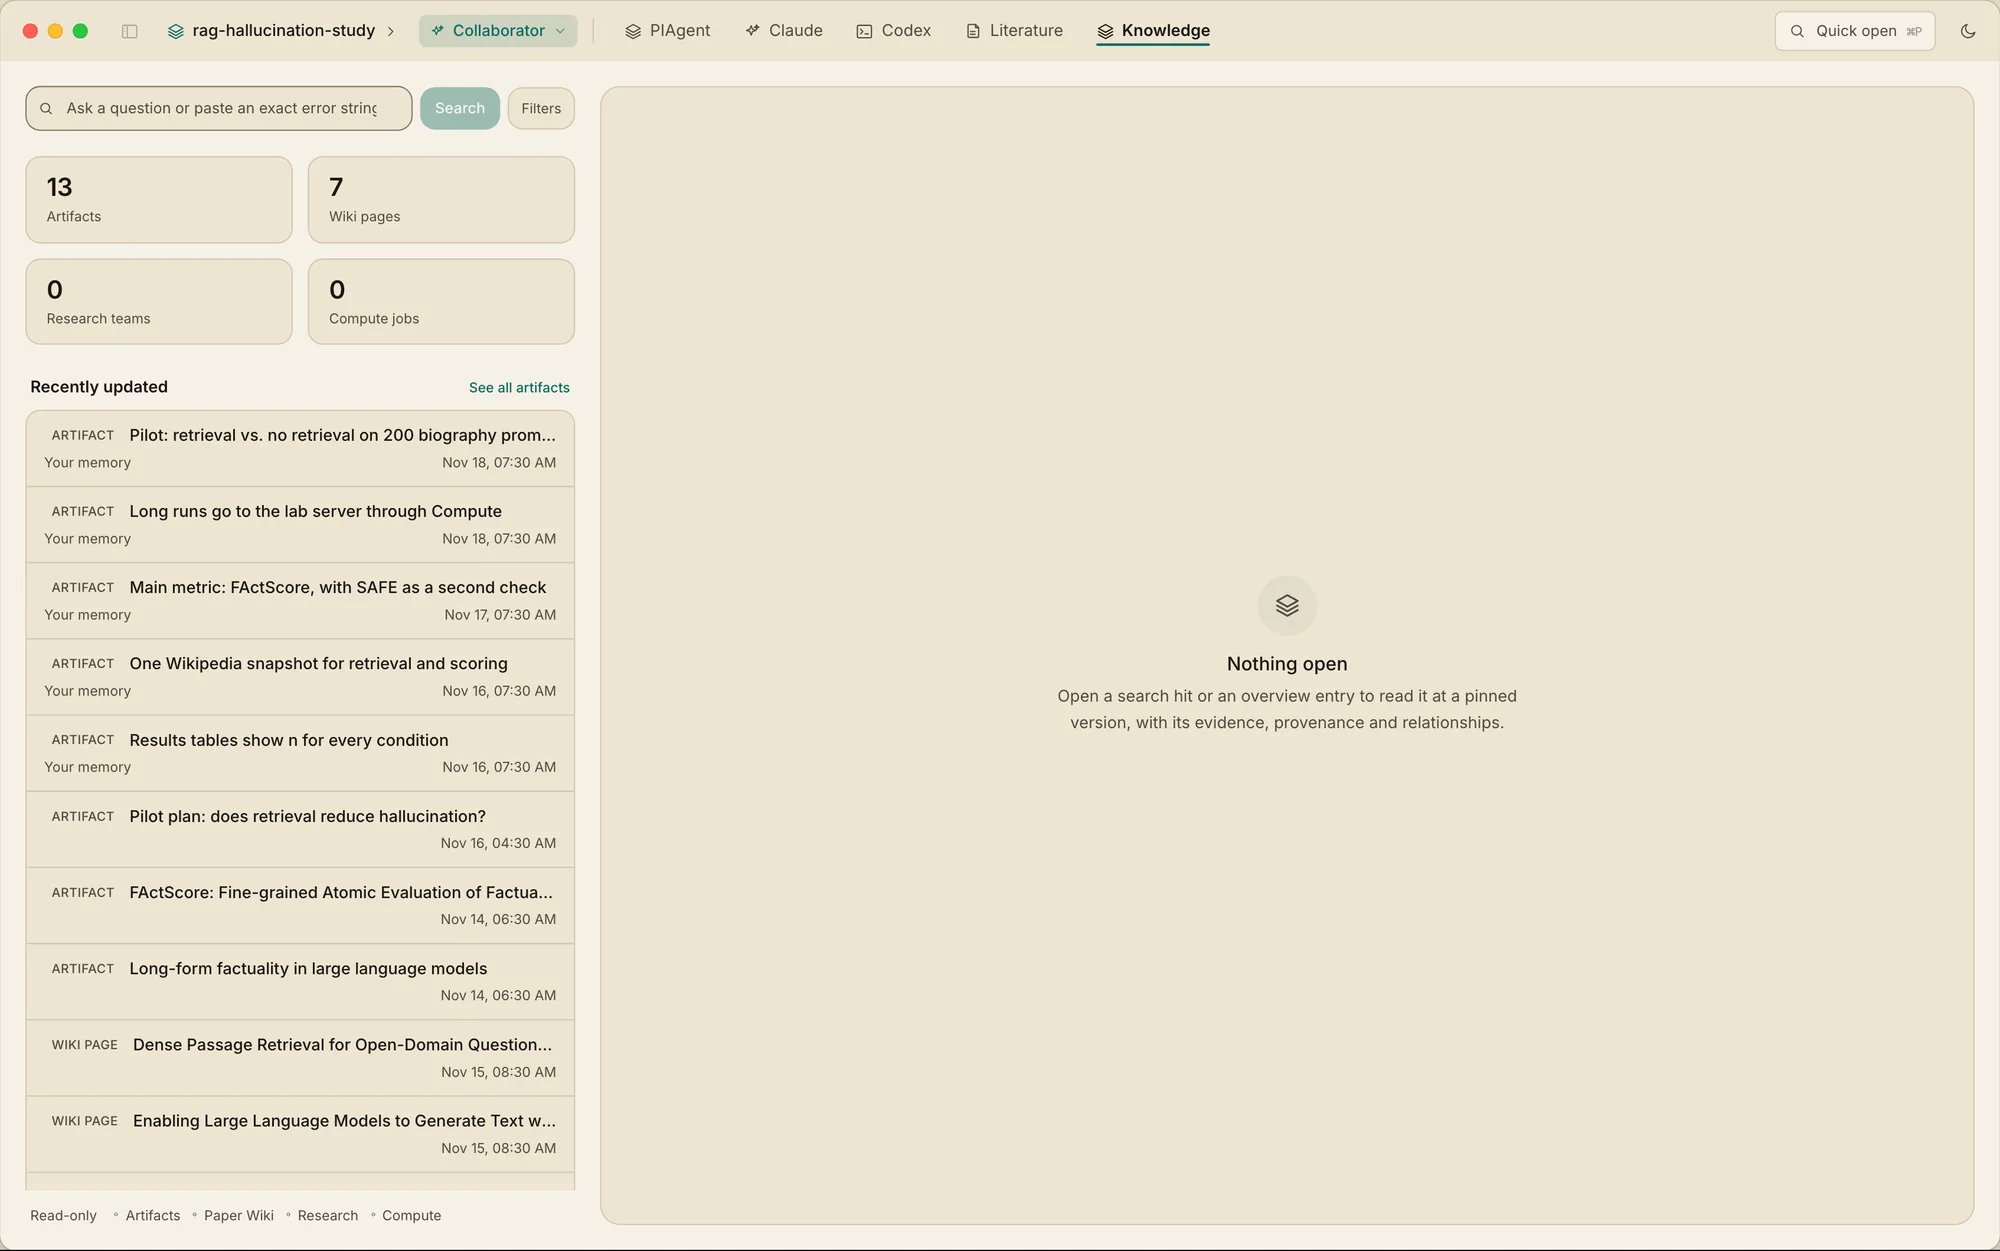 rag-hallucination-study
Collaborator
PIAgent
Claude
Codex
Literature
Knowledge
Quick open ⌘P
Ask a question or paste an exact error string
Search
Filters
13
Artifacts
7
Wiki pages
0
Research teams
0
Compute jobs
Recently updated
See all artifacts
ARTIFACT Pilot: retrieval vs. no retrieval on 200 biography prom...
Your memory Nov 18, 07:30 AM
ARTIFACT Long runs go to the lab server through Compute
Your memory Nov 18, 07:30 AM
ARTIFACT Main metric: FActScore, with SAFE as a second check
Your memory Nov 17, 07:30 AM
ARTIFACT One Wikipedia snapshot for retrieval and scoring
Your memory Nov 16, 07:30 AM
ARTIFACT Results tables show n for every condition
Your memory Nov 16, 07:30 AM
ARTIFACT Pilot plan: does retrieval reduce hallucination?
Nov 16, 04:30 AM
ARTIFACT FActScore: Fine-grained Atomic Evaluation of Factua...
Nov 14, 06:30 AM
ARTIFACT Long-form factuality in large language models
Nov 14, 06:30 AM
WIKI PAGE Dense Passage Retrieval for Open-Domain Question...
Nov 15, 08:30 AM
WIKI PAGE Enabling Large Language Models to Generate Text w...
Nov 15, 08:30 AM
Read-only ° Artifacts ° Paper Wiki ° Research ° Compute
Nothing open
Open a search hit or an overview entry to read it at a pinned
version, with its evidence, provenance and relationships.